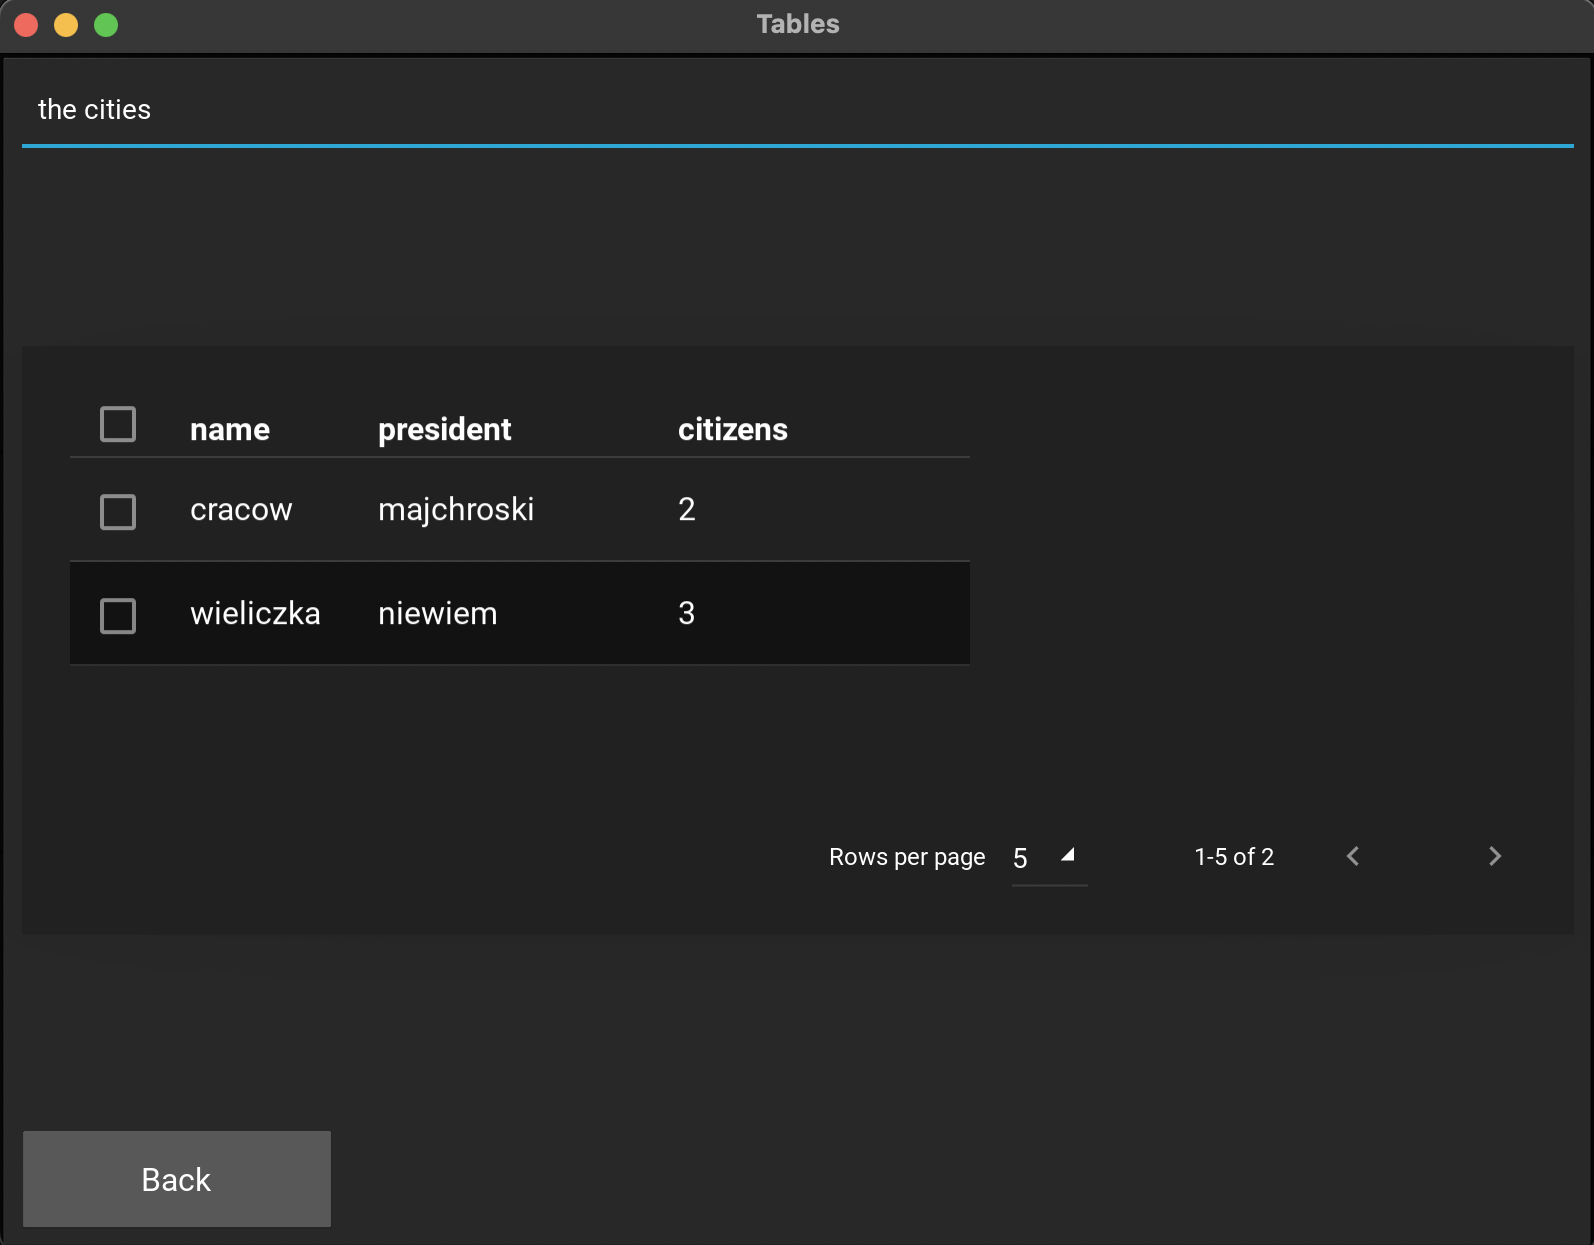 Tables
the cities
name president citizens
cracow majchroski 2
wieliczka niewiem 3
Rows per page 5 1-5 of 2
Back